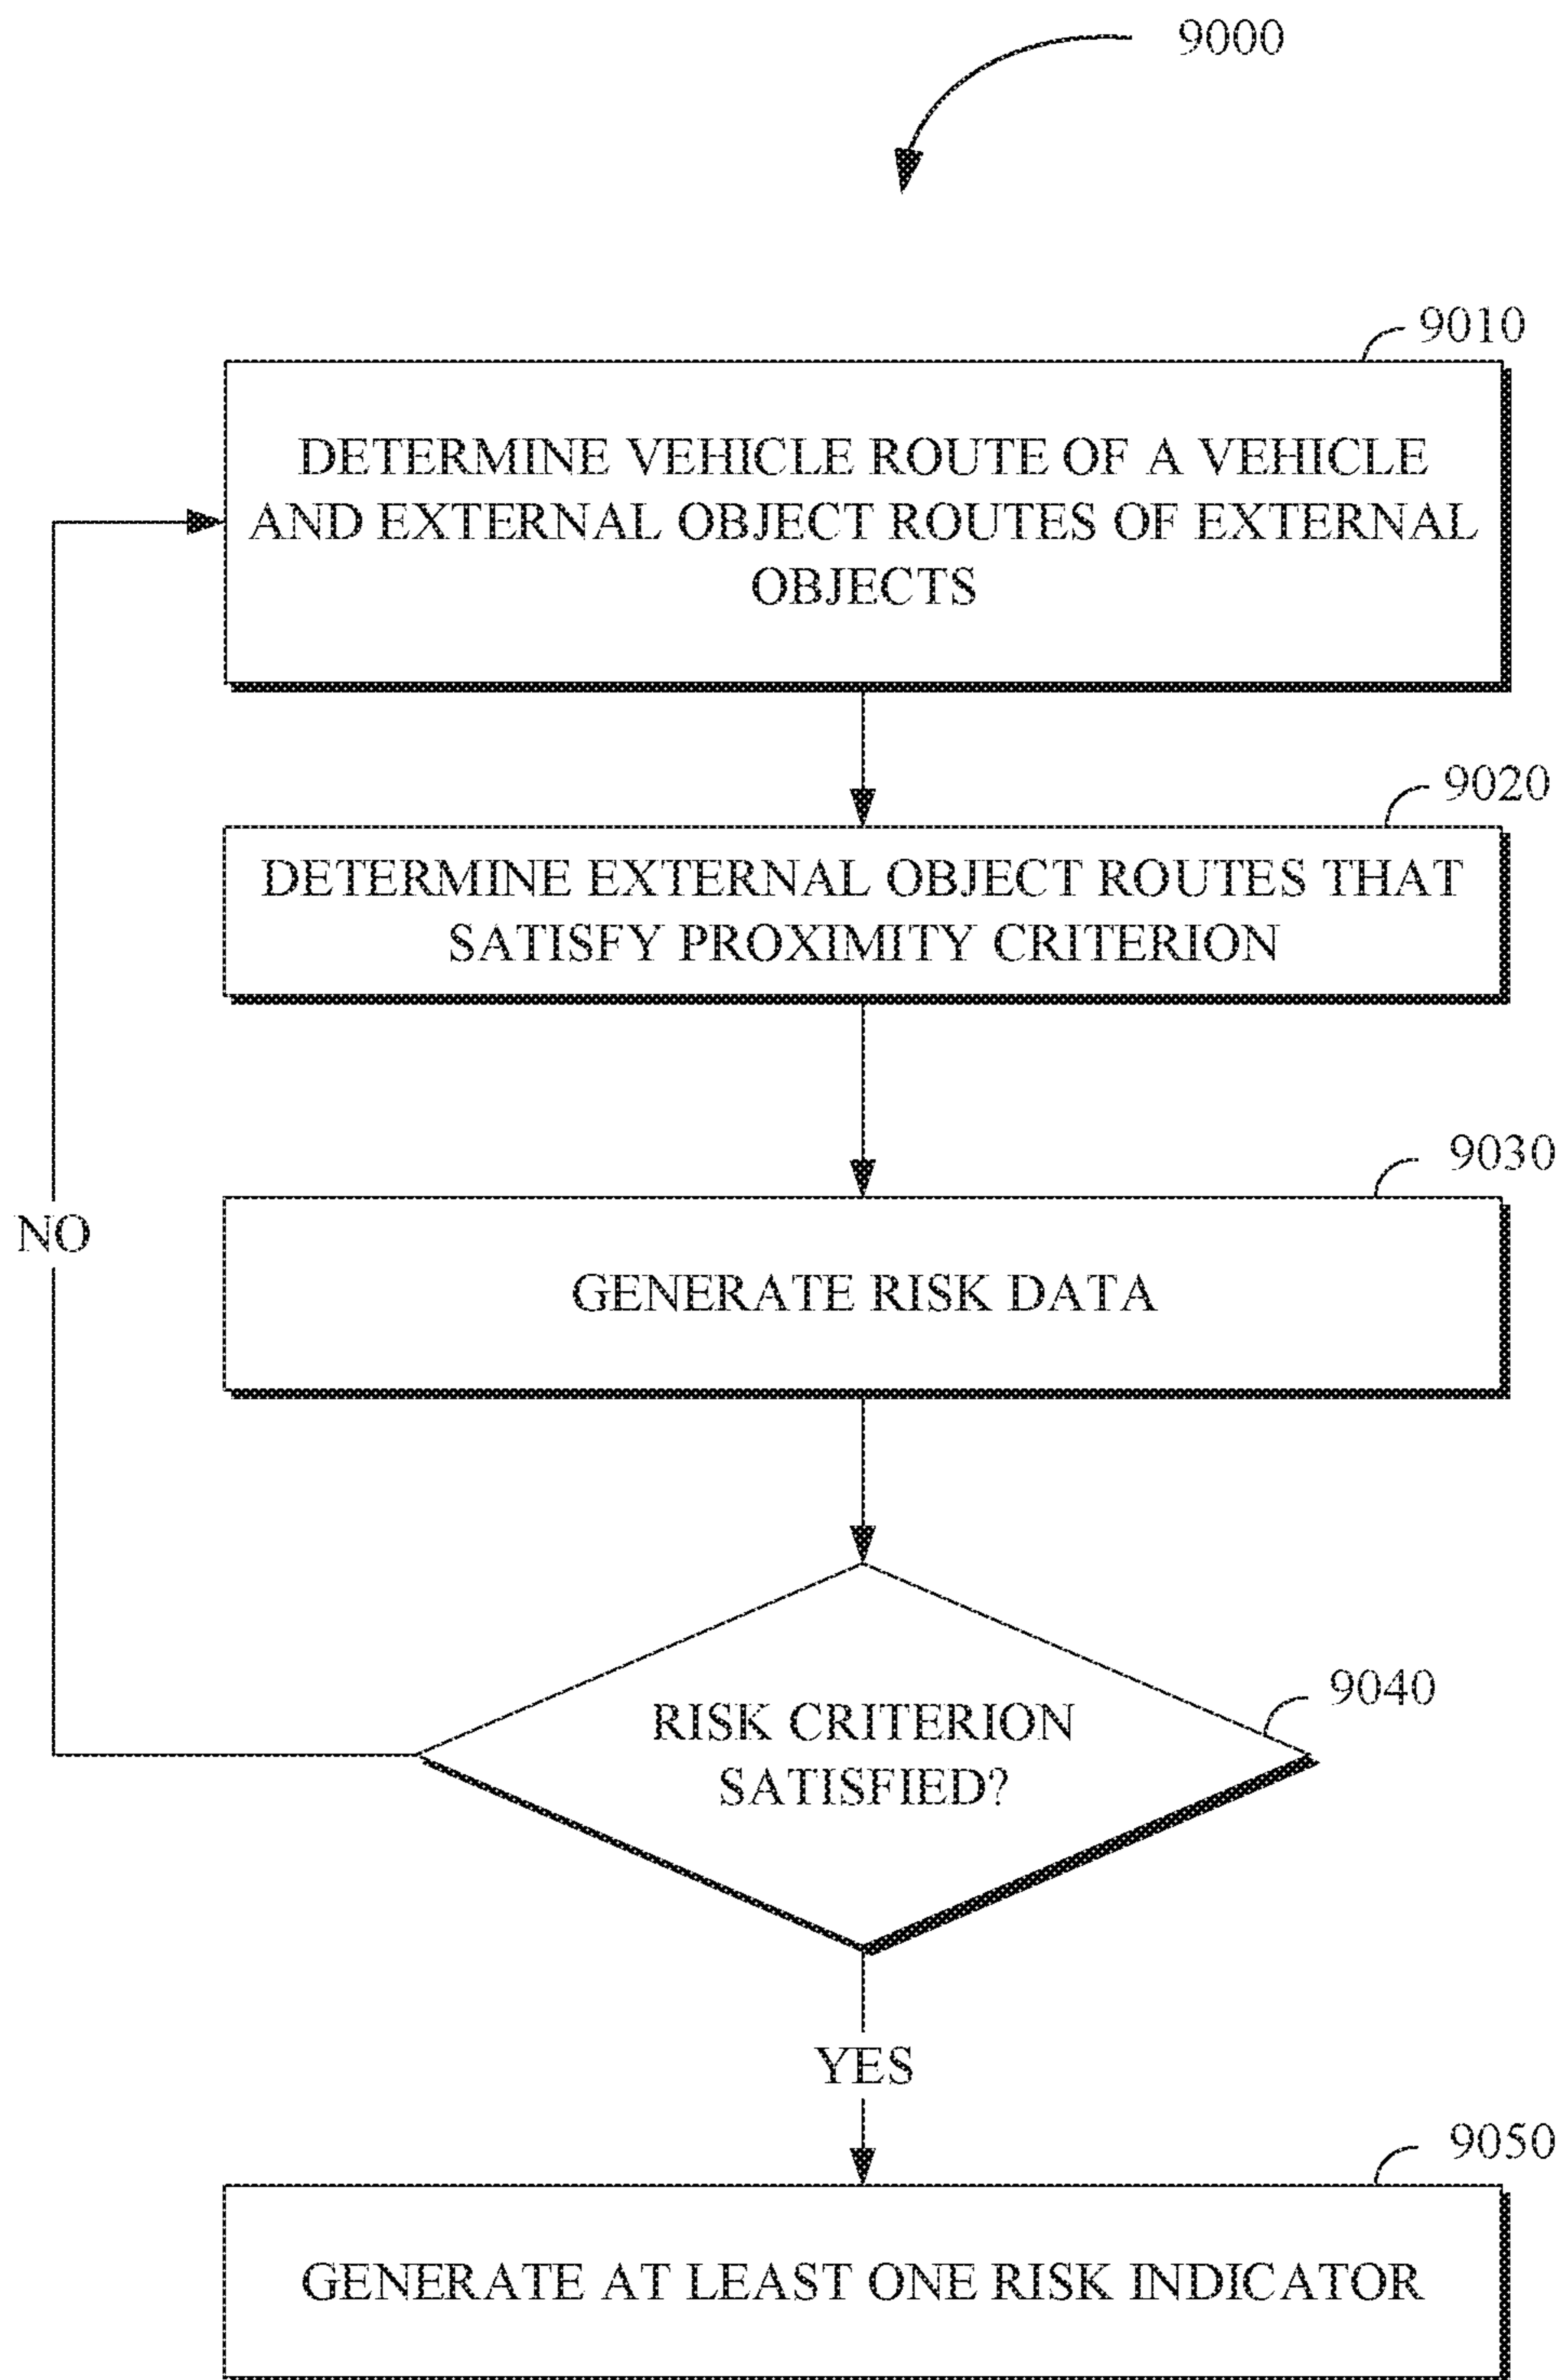 9000
9010
DETERMINE VEHICLE ROUTE OF A VEHICLE
AND EXTERNAL OBJECT ROUTES OF EXTERNAL
OBJECTS
9020
DETERMINE EXTERNAL OBJECT ROUTES THAT
SATISFY PROXIMITY CRITERION
9030
NO
GENERATE RISK DATA
9040
RISK CRITERION
SATISFIED?
YES
9050
GENERATE AT LEAST ONE RISK INDICATOR